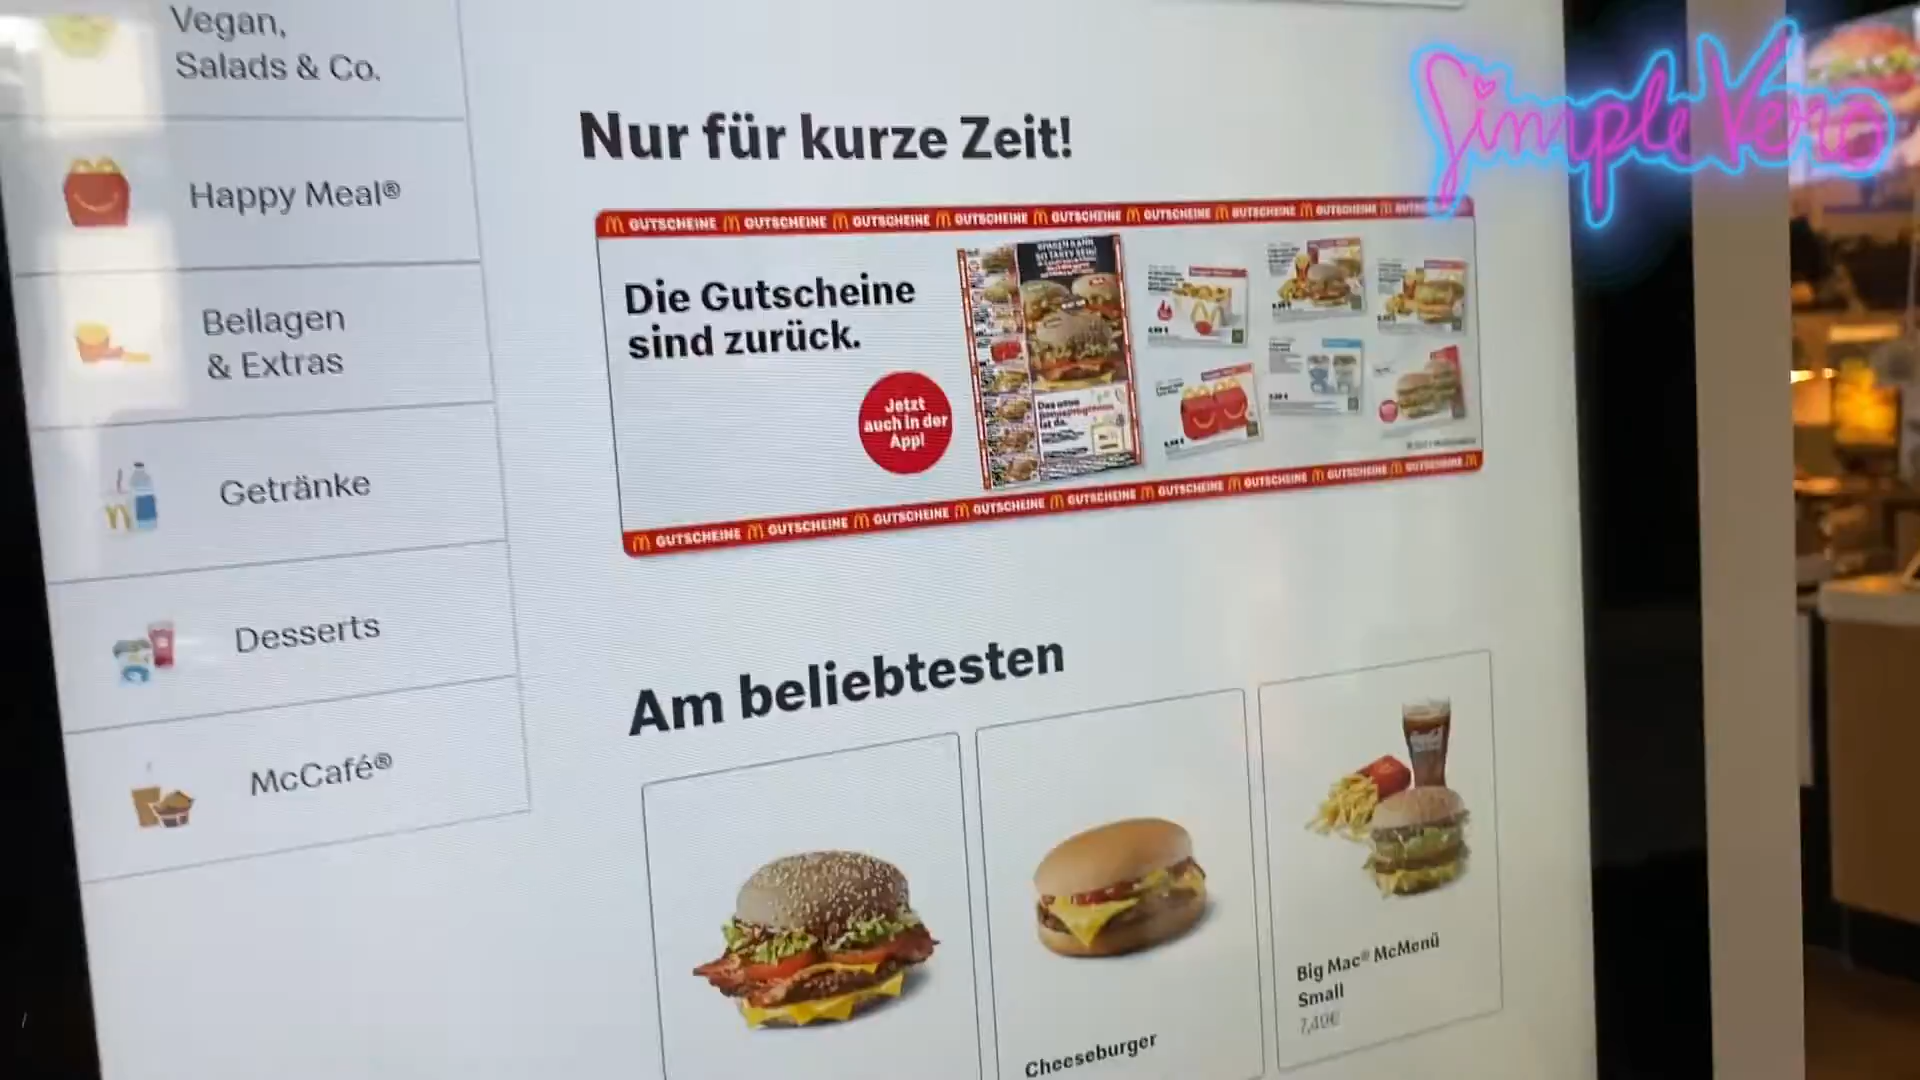 Vegan,
Salads & Co.
Happy Meal®
Beilagen
& Extras
Getränke
Desserts
McCafé®
SimpleVero
Nur für kurze Zeit!
GUTSCHEINE GUTSCHEINE GUTSCHEINE GUTSCHEINE GUTSCHEINE GUTSCHEINE GUTSCHEINE GUTSCHEINE
Die Gutscheine
sind zurück.
Jetzt
auch in der
App!
GUTSCHEINE GUTSCHEINE GUTSCHEINE GUTSCHEINE GUTSCHEINE GUTSCHEINE GUTSCHEINE GUTSCHEINE GUTSCHEINE
Am beliebtesten
Cheeseburger
Big Mac® McMenü
Small
7,49€